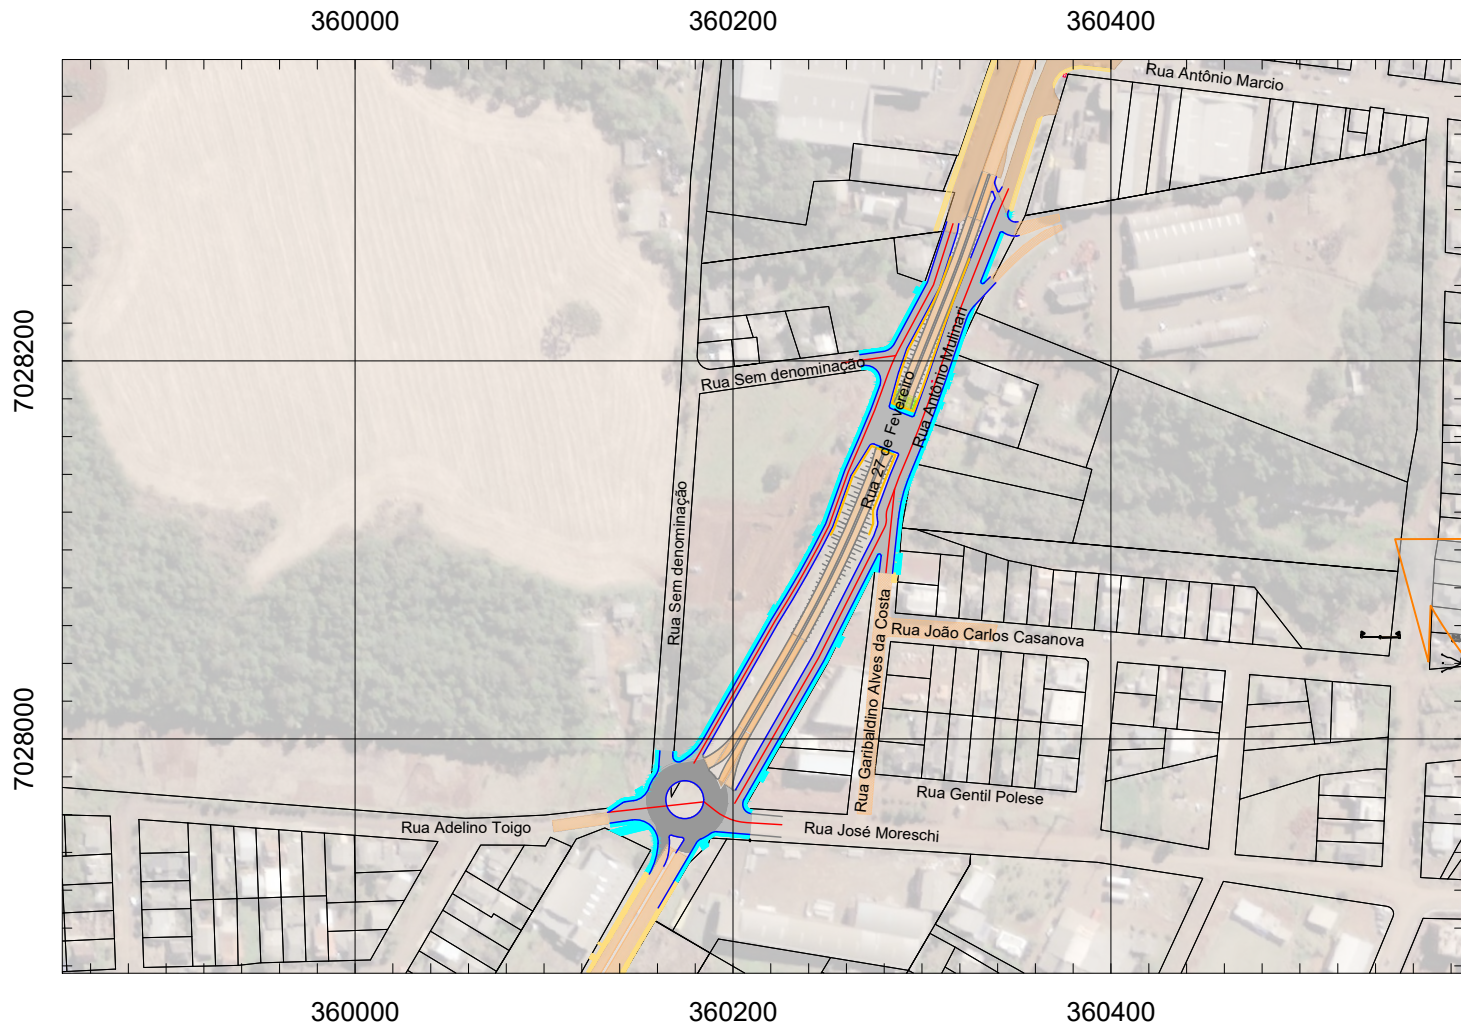 360000
360200
360400
Rua Antônio Marcio
7028200
Rua Sem denominação
Rua Antônio Mulinari
Rua 27 de Fevereiro
Rua Sem denominação
Rua João Carlos Casanova
Rua Garibaldino Alves da Costa
7028000
Rua Gentil Polese
Rua Adelino Toigo
Rua José Moreschi
360000
360200
360400